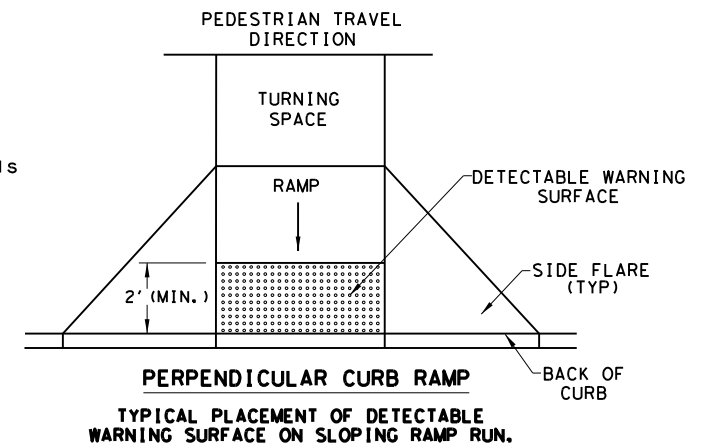 PEDESTRIAN TRAVEL
DIRECTION
TURNING
SPACE
ls
RAMP
DETECTABLE WARNING
SURFACE
SIDE FLARE
(TYP)
2' (MIN.)
BACK OF
CURB
PERPENDICULAR CURB RAMP
TYPICAL PLACEMENT OF DETECTABLE
WARNING SURFACE ON SLOPING RAMP RUN.